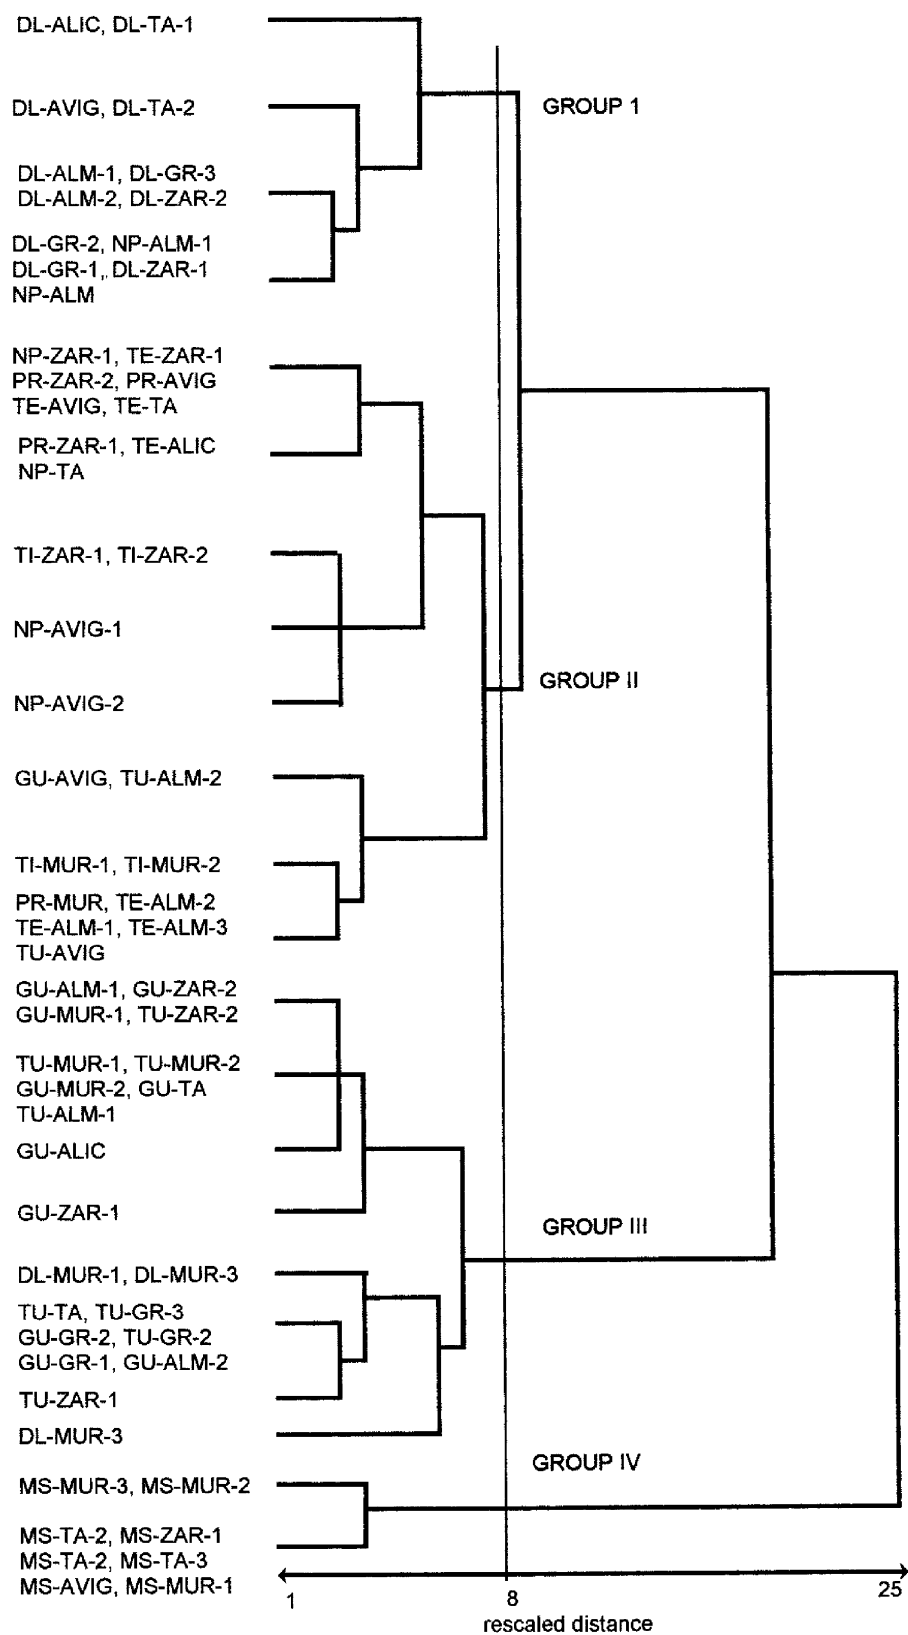 DL-ALIC, DL-TA-1
GROUP 1
DL-AVIG, DL-TA-2
DL-ALM-1, DL-GR-3
DL-ALM-2, DL-ZAR-2
DL-GR-2, NP-ALM-1
DL-GR-1, DL-ZAR-1
NP-ALM
NP-ZAR-1, TE-ZAR-1
PR-ZAR-2, PR-AVIG
TE-AVIG, TE-TA
PR-ZAR-1, TE-ALIC
NP-TA
TI-ZAR-1, TI-ZAR-2
NP-AVIG-1
GROUP II
NP-AVIG-2
GU-AVIG, TU-ALM-2
TI-MUR-1, TI-MUR-2
PR-MUR, TE-ALM-2
TE-ALM-1, TE-ALM-3
TU-AVIG
GU-ALM-1, GU-ZAR-2
GU-MUR-1, TU-ZAR-2
TU-MUR-1, TU-MUR-2
GU-MUR-2, GU-TA
TU-ALM-1
GU-ALIC
GU-ZAR-1
GROUP III
DL-MUR-1, DL-MUR-3
TU-TA, TU-GR-3
GU-GR-2, TU-GR-2
GU-GR-1, GU-ALM-2
TU-ZAR-1
DL-MUR-3
GROUP IV
MS-MUR-3, MS-MUR-2
MS-TA-2, MS-ZAR-1
MS-TA-2, MS-TA-3
MS-AVIG, MS-MUR-1
1 8 25
rescaled distance